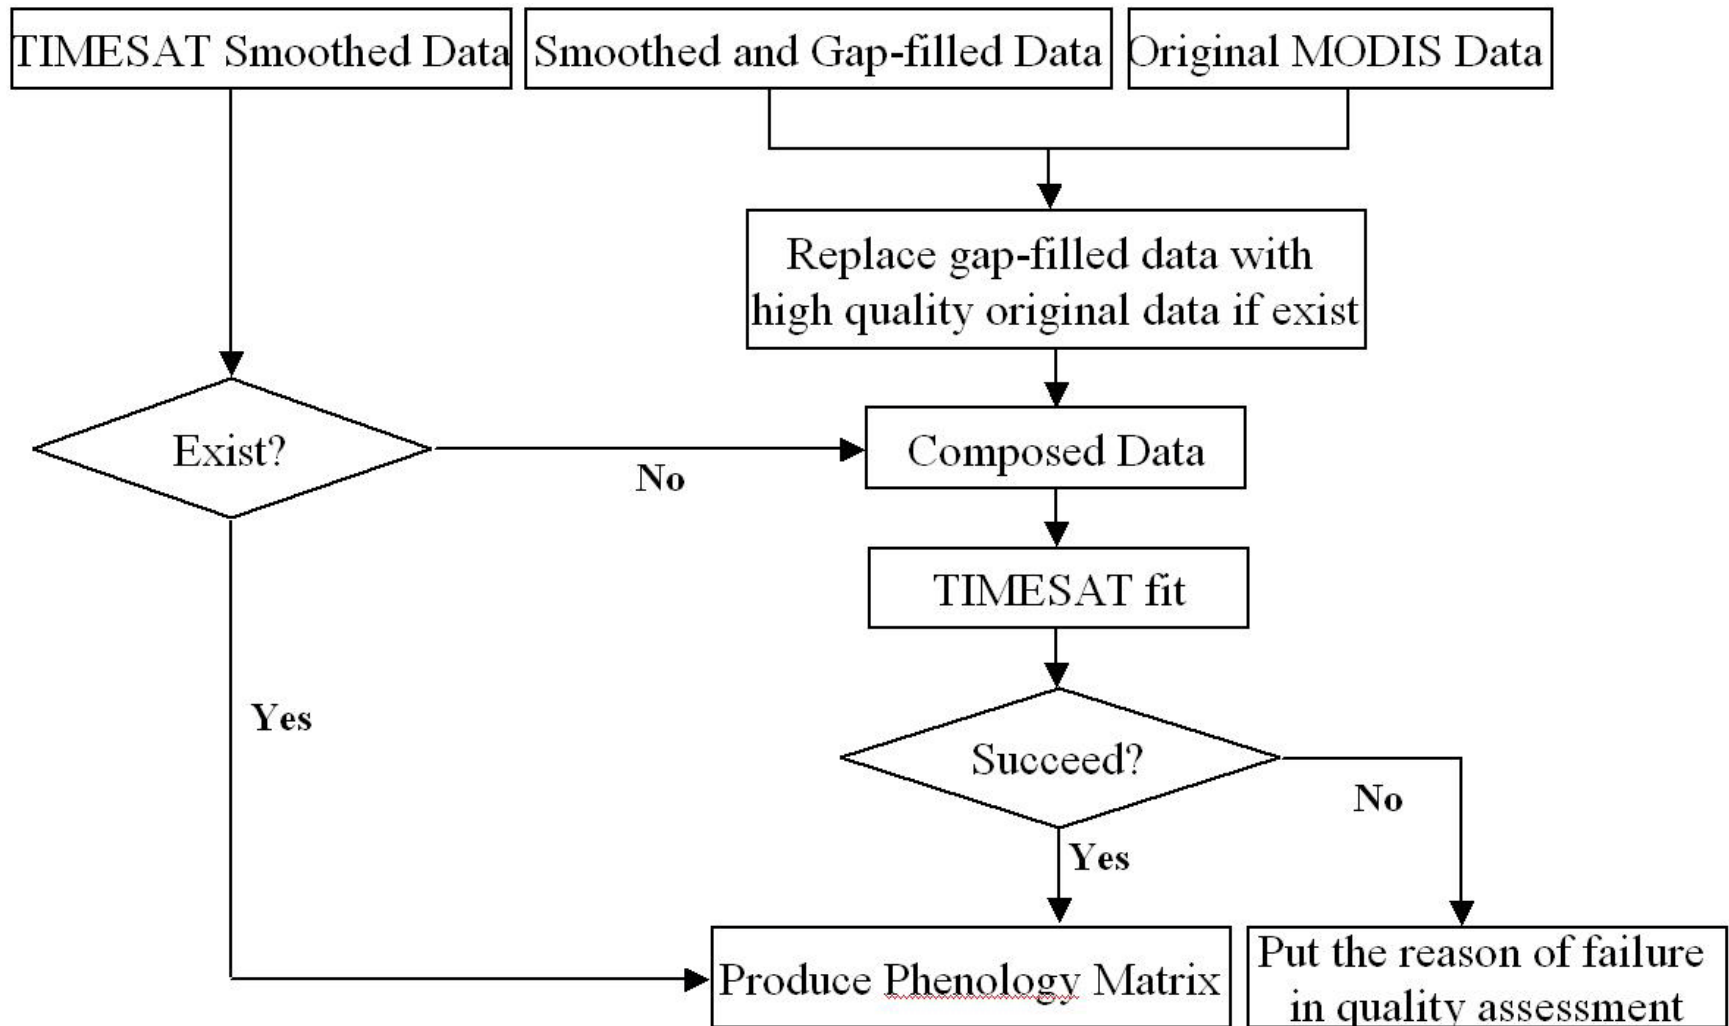 TIMESAT Smoothed Data
Smoothed and Gap-filled Data
Original MODIS Data
Replace gap-filled data with
high quality original data if exist
Exist?
No
Composed Data
TIMESAT fit
Yes
Succeed?
No
Yes
Produce Phenology Matrix
Put the reason of failure
in quality assessment